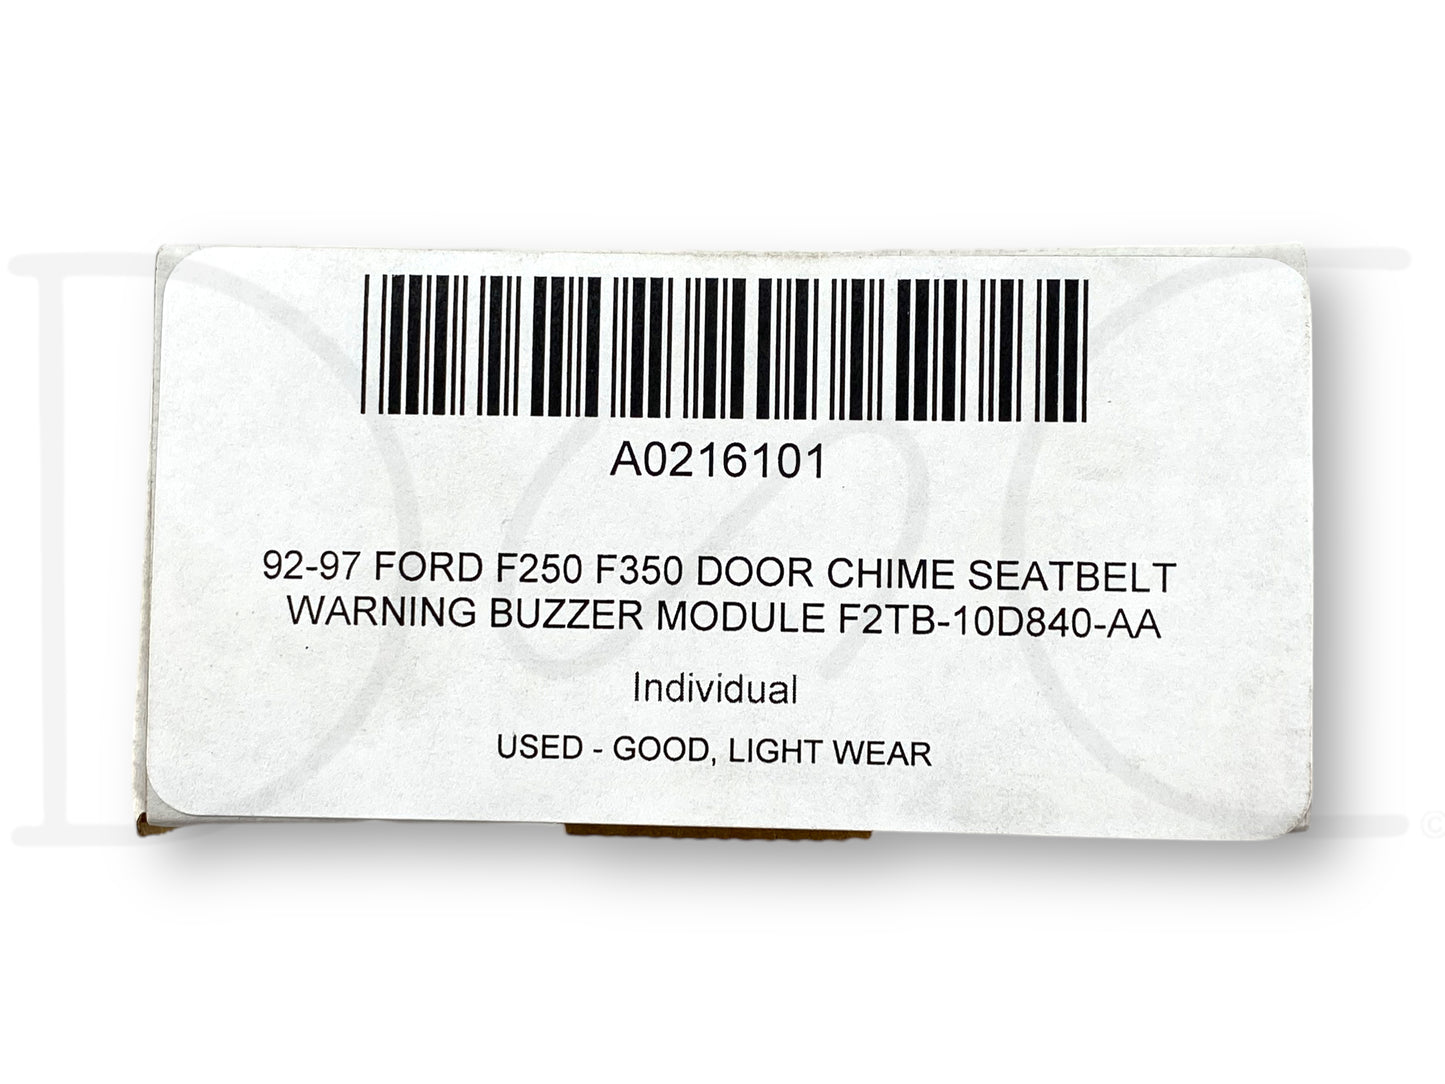 A0216101
92-97 FORD F250 F350 DOOR CHIME SEATBELT
WARNING BUZZER MODULE F2TB-10D840-AA
Individual
USED - GOOD, LIGHT WEAR
©